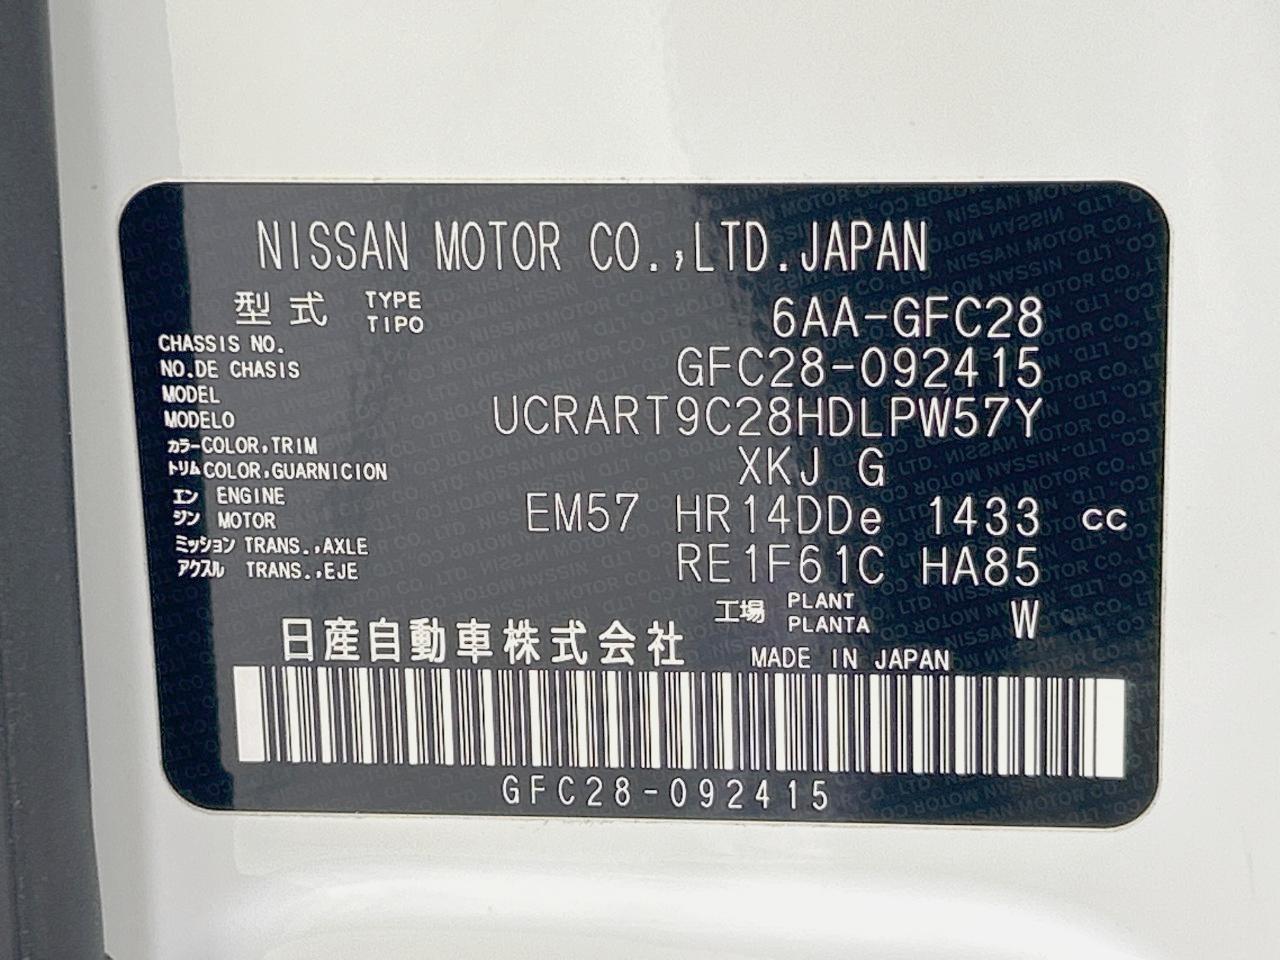 NISSAN MOTOR CO.,LTD.JAPAN
型式 TYPE 6AA-GFC28
TIPO
CHASSIS NO. GFC28-092415
NO.DE CHASIS
MODEL UCRART9C28HDLPW57Y
MODELO
カラー COLOR,TRIM XKJ G
トリム COLOR,GUARNICION
エン ENGINE EM57 HR14DDe 1433 cc
ジン MOTOR
ミッション TRANS.,AXLE RE1F61C HA85
アクスル TRANS.,EJE
工場 PLANT W
PLANTA
日産自動車株式会社 MADE IN JAPAN
GFC28-092415